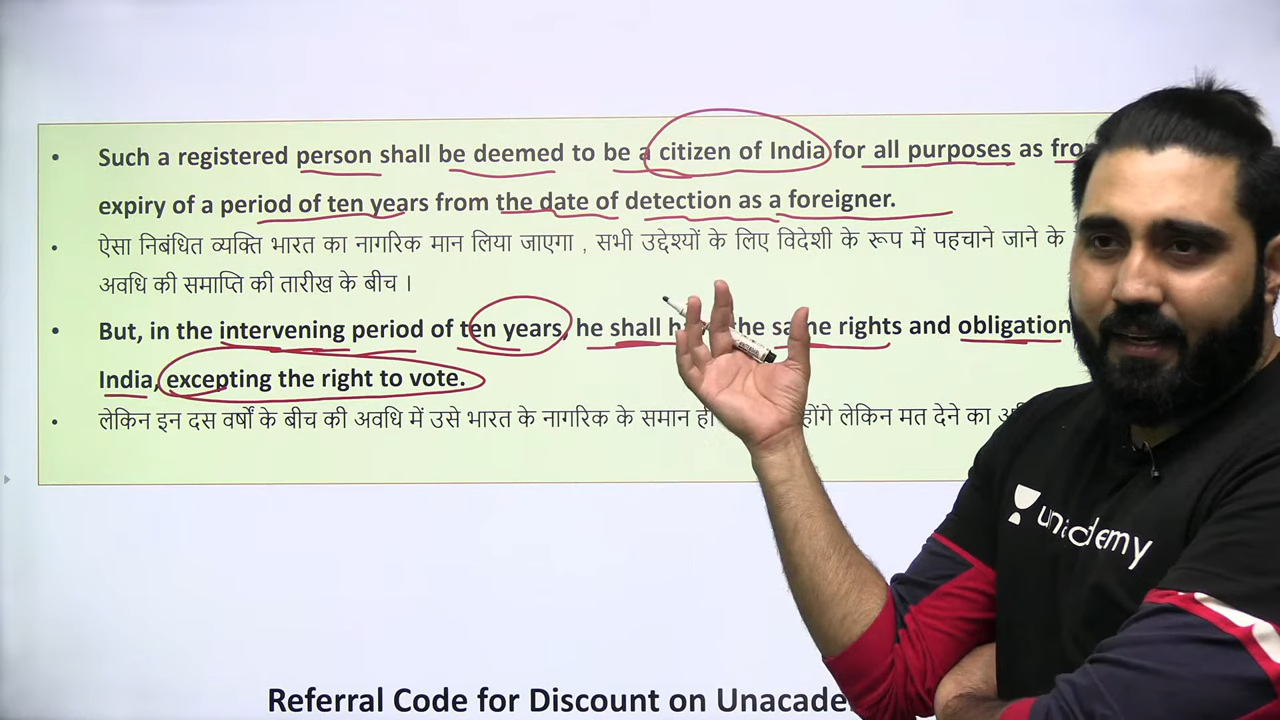 Such a registered person shall be deemed to be a citizen of India for all purposes as
expiry of a period of ten years from the date of detection as a foreigner.
ऐसा निबंधित व्यक्ति भारत का नागरिक मान लिया जाएगा , सभी उद्देश्यों के लिए विदेशी के रूप में पहचाने जाने के
अवधि की समाप्ति की तारीख के बीच ।
But, in the intervening period of ten years, he shall the same rights and obligation
India, excepting the right to vote.
लेकिन इन दस वर्षों के बीच की अवधि में उसे भारत के नागरिक के समान ही होंगे लेकिन मत देने का
unacademy
Referral Code for Discount on